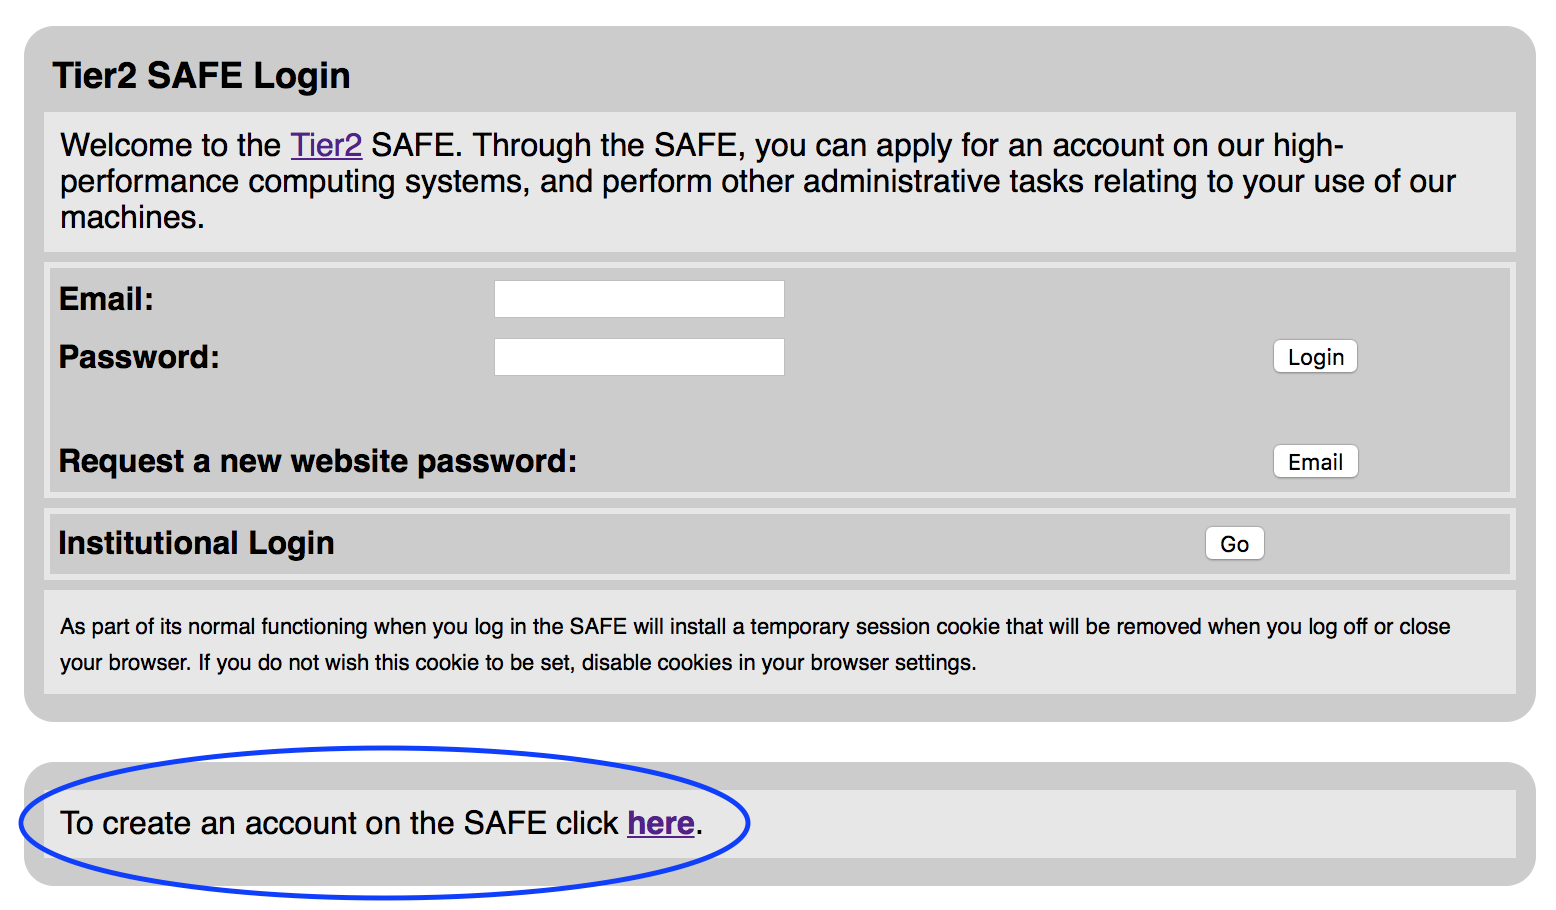 Tier2 SAFE Login
Welcome to the Tier2 SAFE. Through the SAFE, you can apply for an account on our high-
performance computing systems, and perform other administrative tasks relating to your use of our
machines.
Email:
Password:
Login
Request a new website password:
Email
Institutional Login
Go
As part of its normal functioning when you log in the SAFE will install a temporary session cookie that will be removed when you log off or close
your browser. If you do not wish this cookie to be set, disable cookies in your browser settings.
To create an account on the SAFE click here.